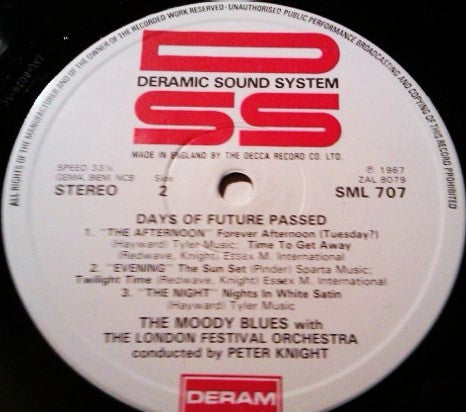 ALL RIGHTS OF THE MANUFACTURER AND OF THE OWNER OF THE RECORDED WORK RESERVED · UNAUTHORISED PUBLIC PERFORMANCE BROADCASTING AND COPYING OF THIS RECORD PROHIBITED
D
DERAMIC SOUND SYSTEM
SS
MADE IN ENGLAND BY THE DECCA RECORD CO. LTD.
SPEED 33⅓
GEMA, BIEM, NCB
STEREO
Side
2
℗ 1967
ZAL 8079
SML 707
DAYS OF FUTURE PASSED
1. "THE AFTERNOON" Forever Afternoon (Tuesday?)
(Hayward) Tyler Music; Time To Get Away
(Redwave, Knight) Essex M. International
2. "EVENING" The Sun Set (Pinder) Sparta Music;
Twilight Time (Redwave, Knight) Essex M. International
3. "THE NIGHT" Nights In White Satin
(Hayward) Tyler Music
THE MOODY BLUES with
THE LONDON FESTIVAL ORCHESTRA
conducted by PETER KNIGHT
DERAM